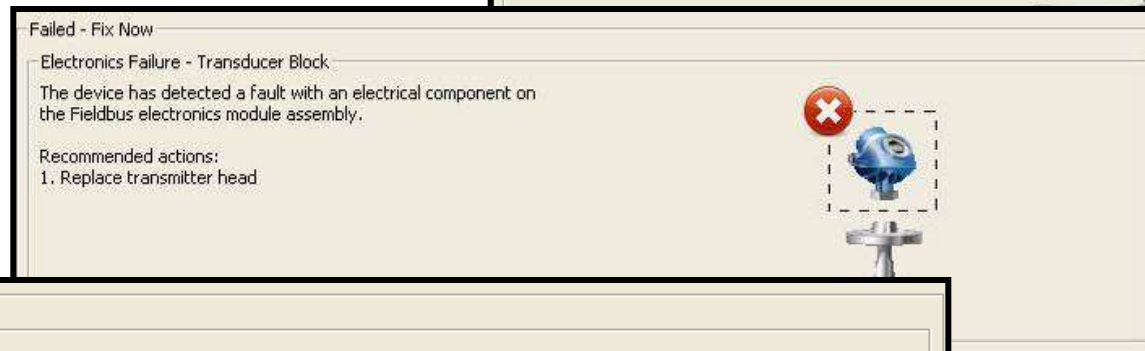 Failed - Fix Now
Electronics Failure - Transducer Block
The device has detected a fault with an electrical component on
the Fieldbus electronics module assembly.
Recommended actions:
1. Replace transmitter head